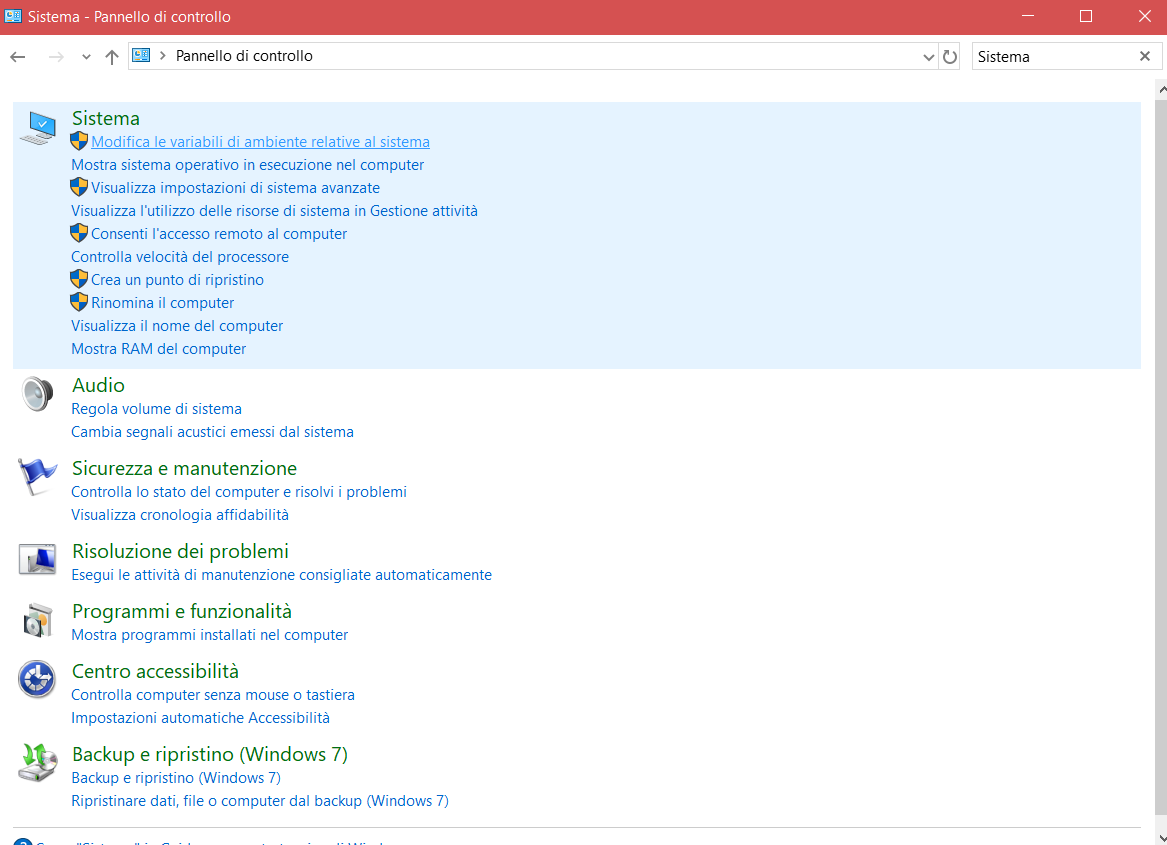 Sistema - Pannello di controllo
Pannello di controllo
Sistema
Sistema
Modifica le variabili di ambiente relative al sistema
Mostra sistema operativo in esecuzione nel computer
Visualizza impostazioni di sistema avanzate
Visualizza l'utilizzo delle risorse di sistema in Gestione attività
Consenti l'accesso remoto al computer
Controlla velocità del processore
Crea un punto di ripristino
Rinomina il computer
Visualizza il nome del computer
Mostra RAM del computer
Audio
Regola volume di sistema
Cambia segnali acustici emessi dal sistema
Sicurezza e manutenzione
Controlla lo stato del computer e risolvi i problemi
Visualizza cronologia affidabilità
Risoluzione dei problemi
Esegui le attività di manutenzione consigliate automaticamente
Programmi e funzionalità
Mostra programmi installati nel computer
Centro accessibilità
Controlla computer senza mouse o tastiera
Impostazioni automatiche Accessibilità
Backup e ripristino (Windows 7)
Backup e ripristino (Windows 7)
Ripristinare dati, file o computer dal backup (Windows 7)